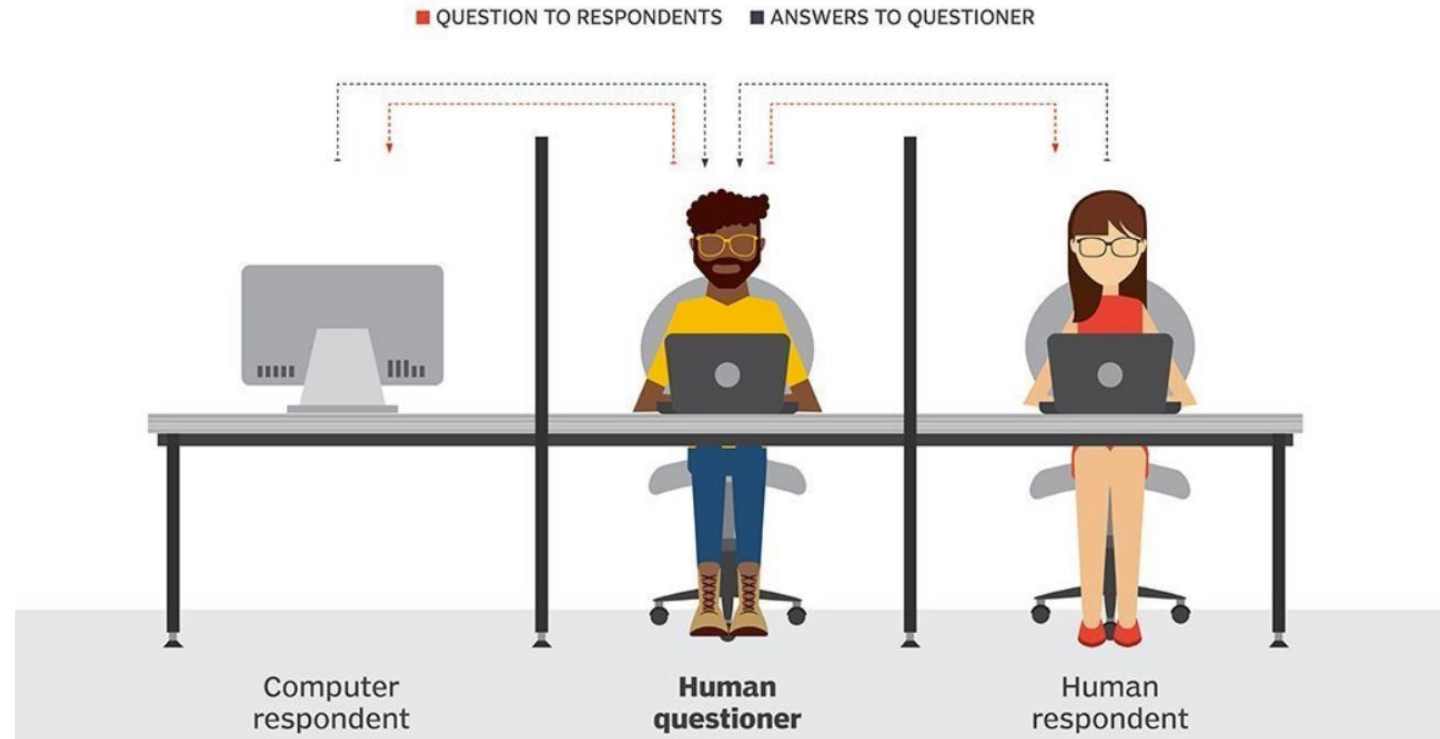 QUESTION TO RESPONDENTS ANSWERS TO QUESTIONER
Computer
respondent
Human
questioner
Human
respondent